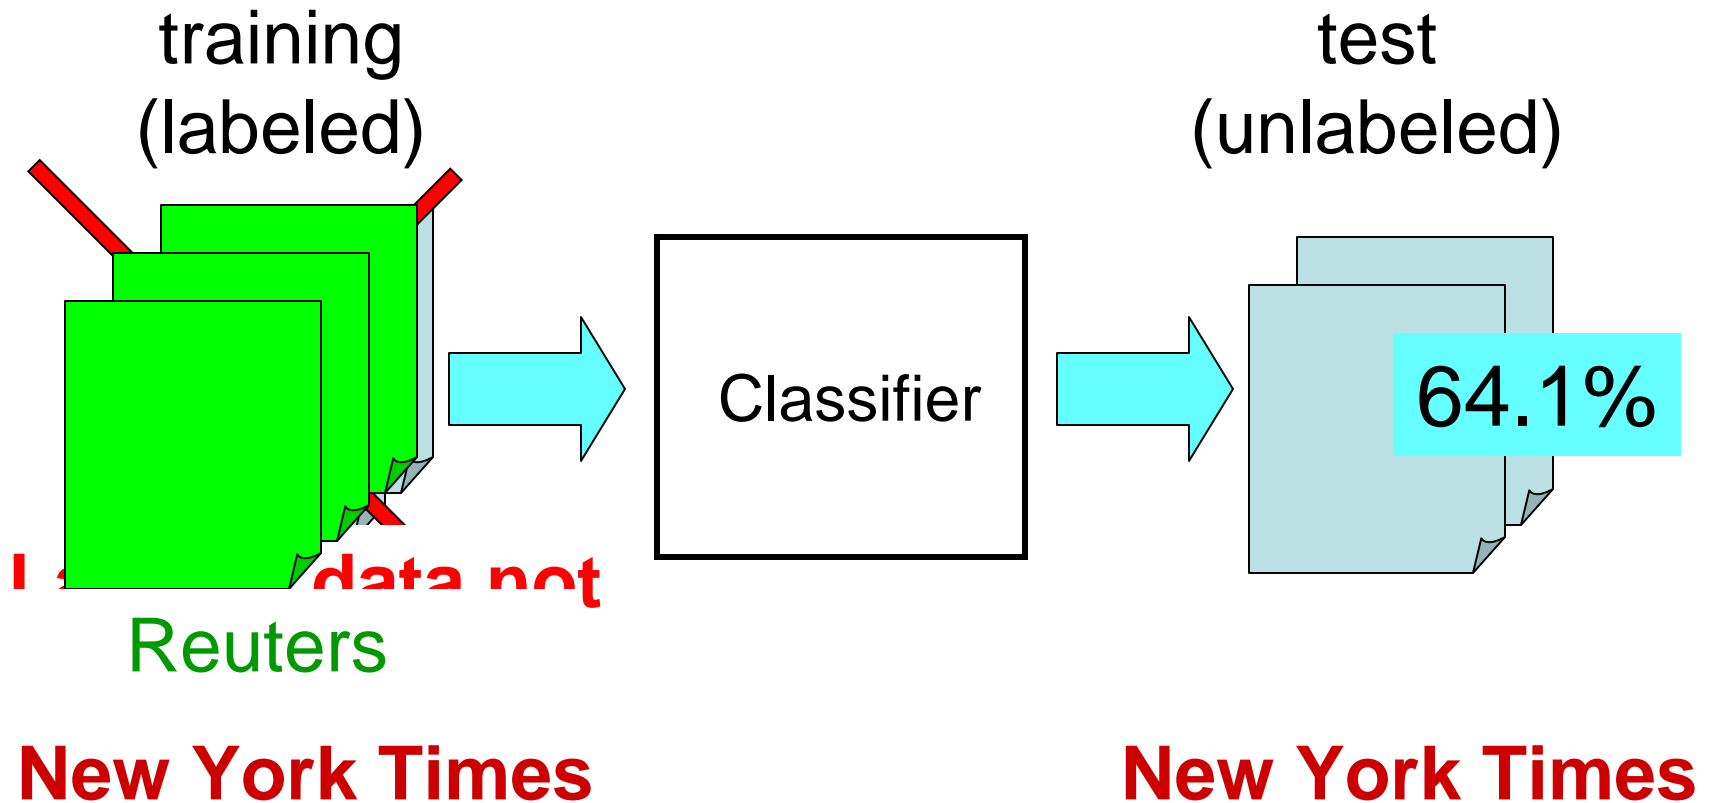 training
(labeled)
test
(unlabeled)
Classifier
64.1%
data not
Reuters
New York Times
New York Times